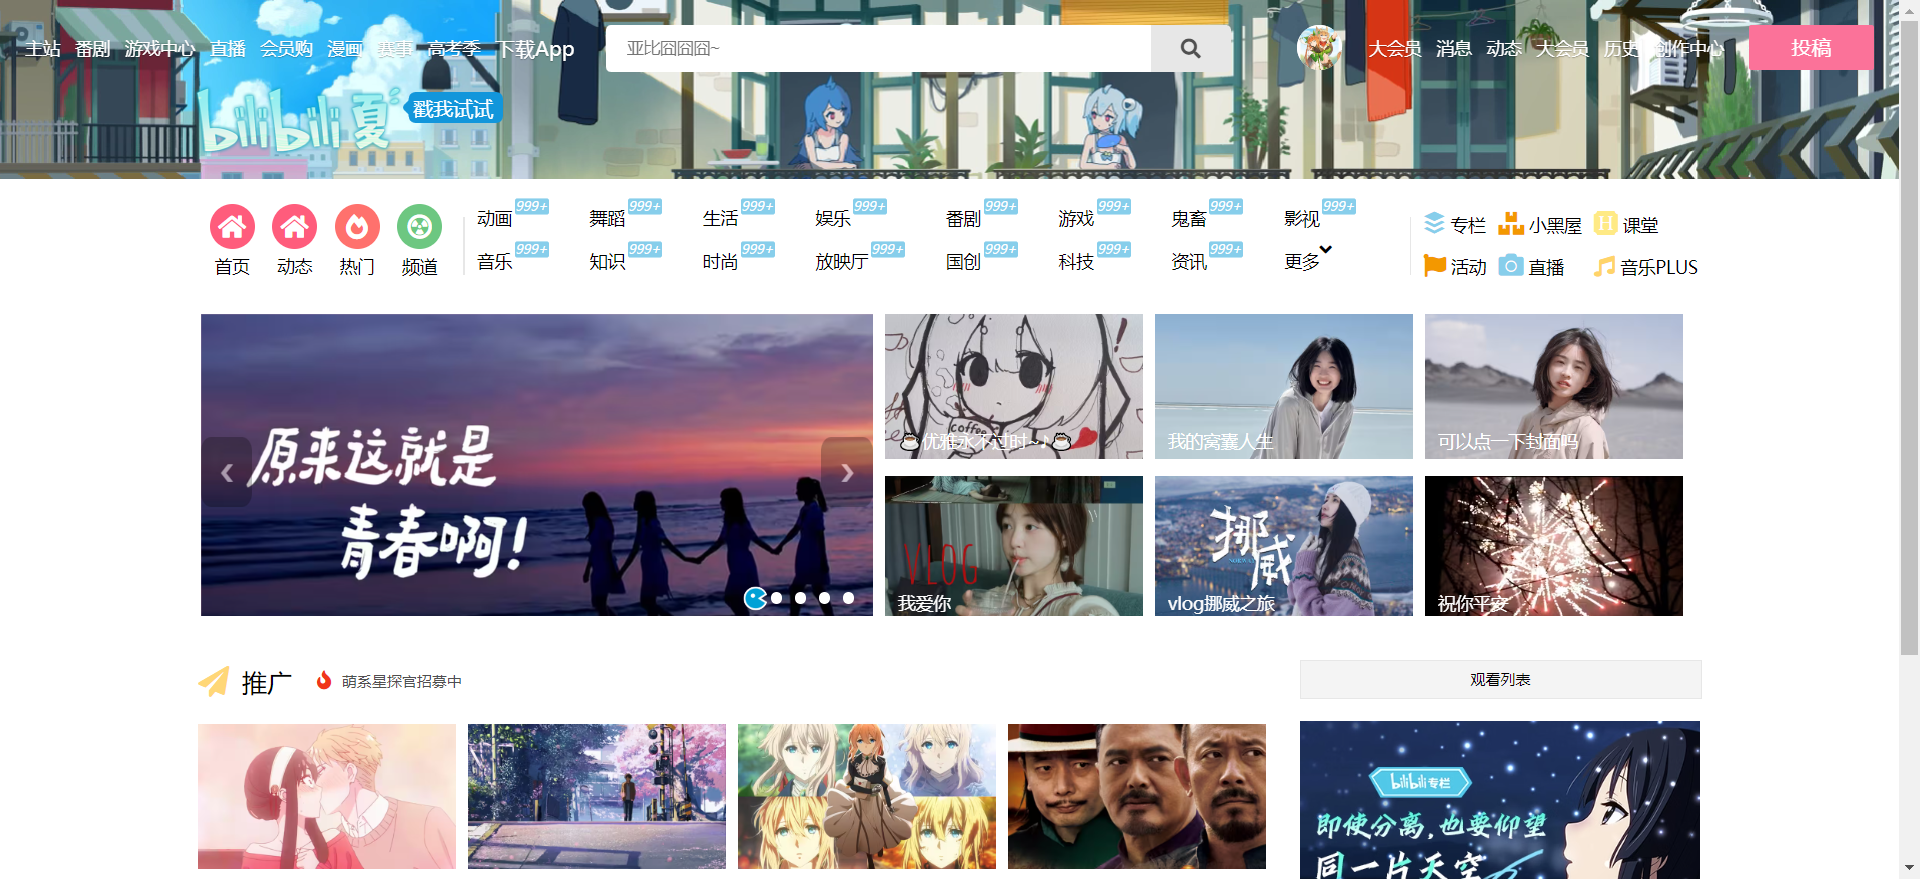 主站 番剧 游戏中心 直播 会员购 漫画 赛事 高考季 下载App
亚比囧囧囧~
大会员 消息 动态 大会员 历史 创作中心 投稿
bilibili 夏
戳我试试
首页 动态 热门 频道
动画 999+ 舞蹈 999+ 生活 999+ 娱乐 999+ 番剧 999+ 游戏 999+ 鬼畜 999+ 影视 999+
音乐 999+ 知识 999+ 时尚 999+ 放映厅 999+ 国创 999+ 科技 999+ 资讯 999+ 更多
专栏 小黑屋 H 课堂
活动 直播 音乐PLUS
原来这就是
青春啊!
coffee
☕优雅永不过时~♪☕
我的窝囊人生
可以点一下封面吗
VLOG
我爱你
挪威
NORWAY
vlog挪威之旅
祝你平安
推广 萌系星探官招募中
观看列表
bilibili专栏
即使分离,也要仰望
同一片天空